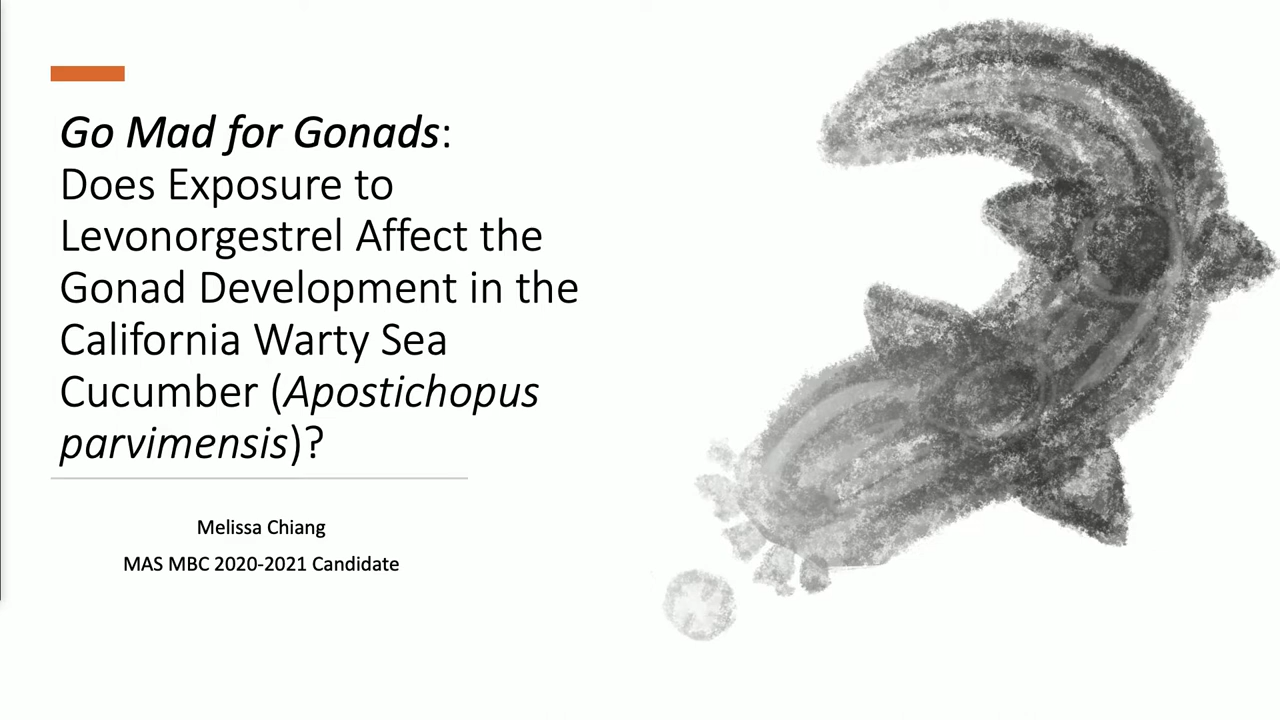 Go Mad for Gonads:
Does Exposure to
Levonorgestrel Affect the
Gonad Development in the
California Warty Sea
Cucumber (Apostichopus
parvimensis)?
Melissa Chiang
MAS MBC 2020-2021 Candidate